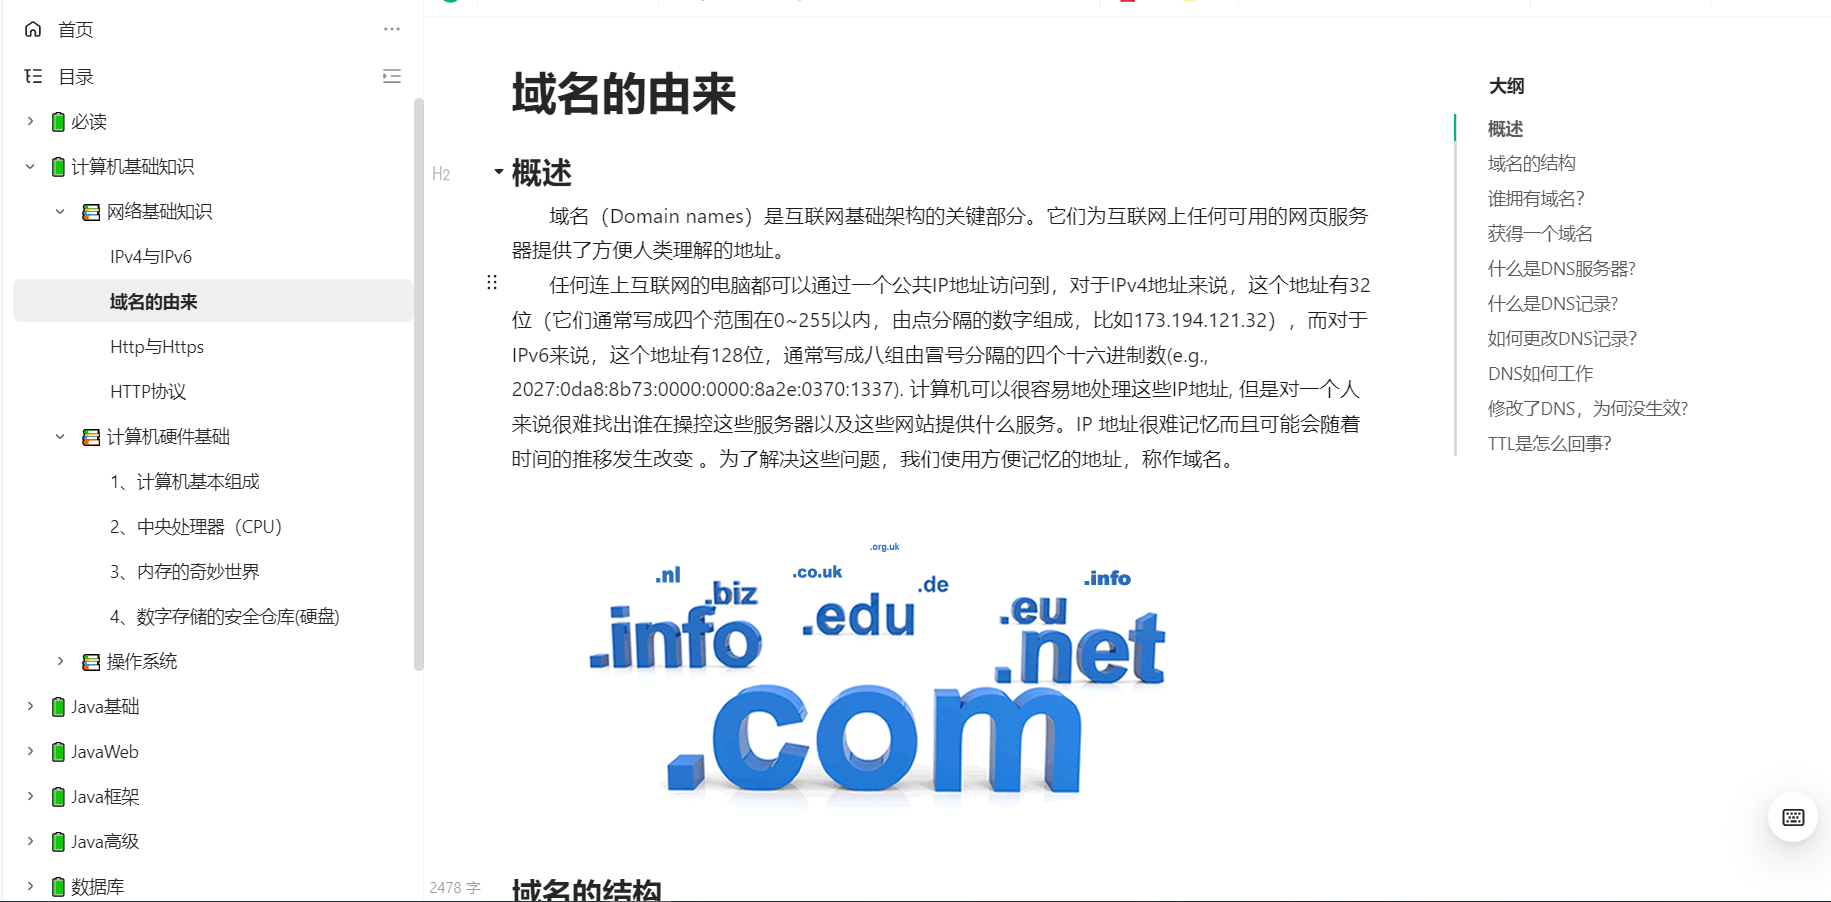 首页
目录
必读
计算机基础知识
网络基础知识
IPv4与IPv6
域名的由来
Http与Https
HTTP协议
计算机硬件基础
1、计算机基本组成
2、中央处理器（CPU）
3、内存的奇妙世界
4、数字存储的安全仓库(硬盘)
操作系统
Java基础
JavaWeb
Java框架
Java高级
数据库
域名的由来
H2
概述
域名（Domain names）是互联网基础架构的关键部分。它们为互联网上任何可用的网页服务
器提供了方便人类理解的地址。
任何连上互联网的电脑都可以通过一个公共IP地址访问到，对于IPv4地址来说，这个地址有32
位（它们通常写成四个范围在0~255以内，由点分隔的数字组成，比如173.194.121.32），而对于
IPv6来说，这个地址有128位，通常写成八组由冒号分隔的四个十六进制数(e.g.,
2027:0da8:8b73:0000:0000:8a2e:0370:1337). 计算机可以很容易地处理这些IP地址, 但是对一个人
来说很难找出谁在操控这些服务器以及这些网站提供什么服务。IP 地址很难记忆而且可能会随着
时间的推移发生改变 。为了解决这些问题，我们使用方便记忆的地址，称作域名。
.org.uk
.nl
.co.uk
.info
.biz
.de
.edu
.eu
.info
.net
.com
2478 字
域名的结构
大纲
概述
域名的结构
谁拥有域名?
获得一个域名
什么是DNS服务器?
什么是DNS记录?
如何更改DNS记录?
DNS如何工作
修改了DNS，为何没生效?
TTL是怎么回事?